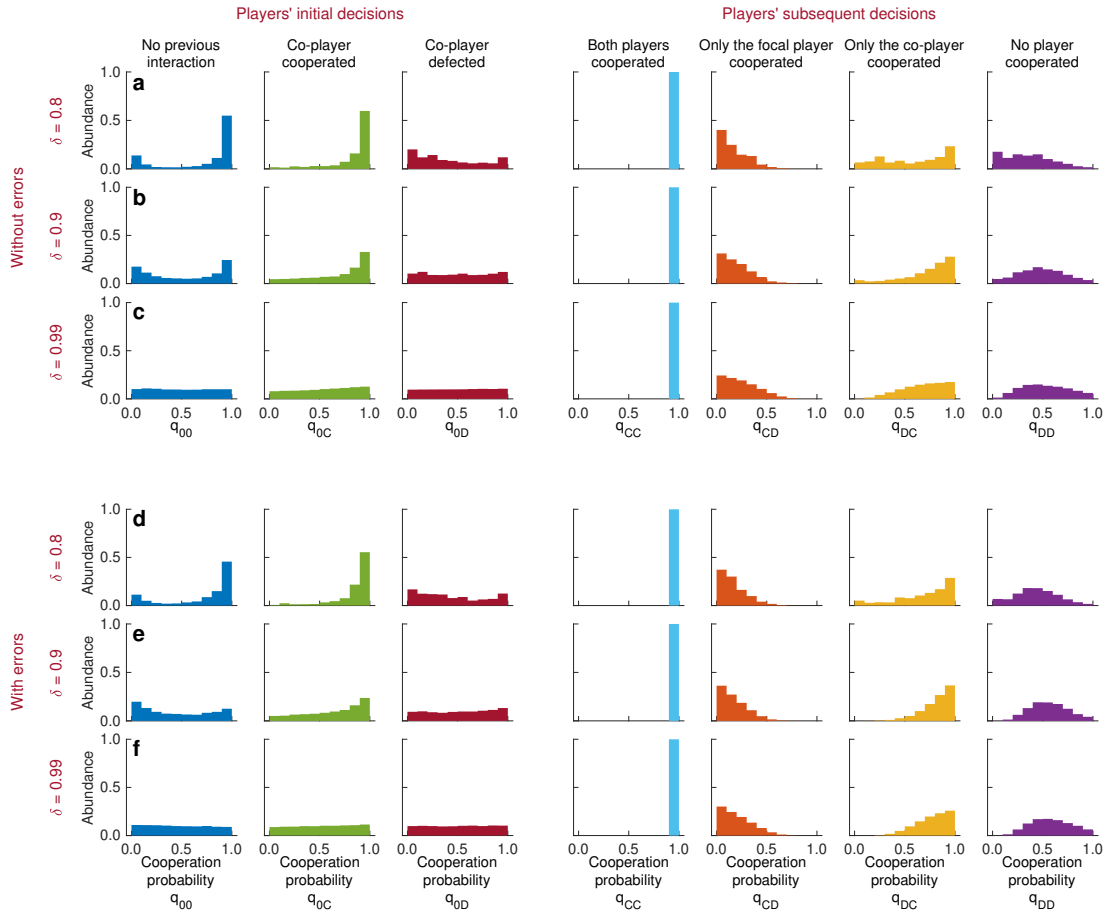 Players' initial decisions
Players' subsequent decisions
No previous interaction
Co-player cooperated
Co-player defected
Both players cooperated
Only the focal player cooperated
Only the co-player cooperated
No player cooperated
Without errors
a
δ = 0.8
Abundance
1.0
0.5
0.0
b
δ = 0.9
Abundance
1.0
0.5
0.0
c
δ = 0.99
Abundance
1.0
0.5
0.0
0.0 0.5 1.0 0.0 0.5 1.0 0.0 0.5 1.0 0.0 0.5 1.0 0.0 0.5 1.0 0.0 0.5 1.0 0.0 0.5 1.0
q00 q0C q0D qCC qCD qDC qDD
With errors
d
δ = 0.8
Abundance
1.0
0.5
0.0
e
δ = 0.9
Abundance
1.0
0.5
0.0
f
δ = 0.99
Abundance
1.0
0.5
0.0
0.0 0.5 1.0 0.0 0.5 1.0 0.0 0.5 1.0 0.0 0.5 1.0 0.0 0.5 1.0 0.0 0.5 1.0 0.0 0.5 1.0
Cooperation Cooperation Cooperation Cooperation Cooperation Cooperation Cooperation
probability probability probability probability probability probability probability
q00 q0C q0D qCC qCD qDC qDD